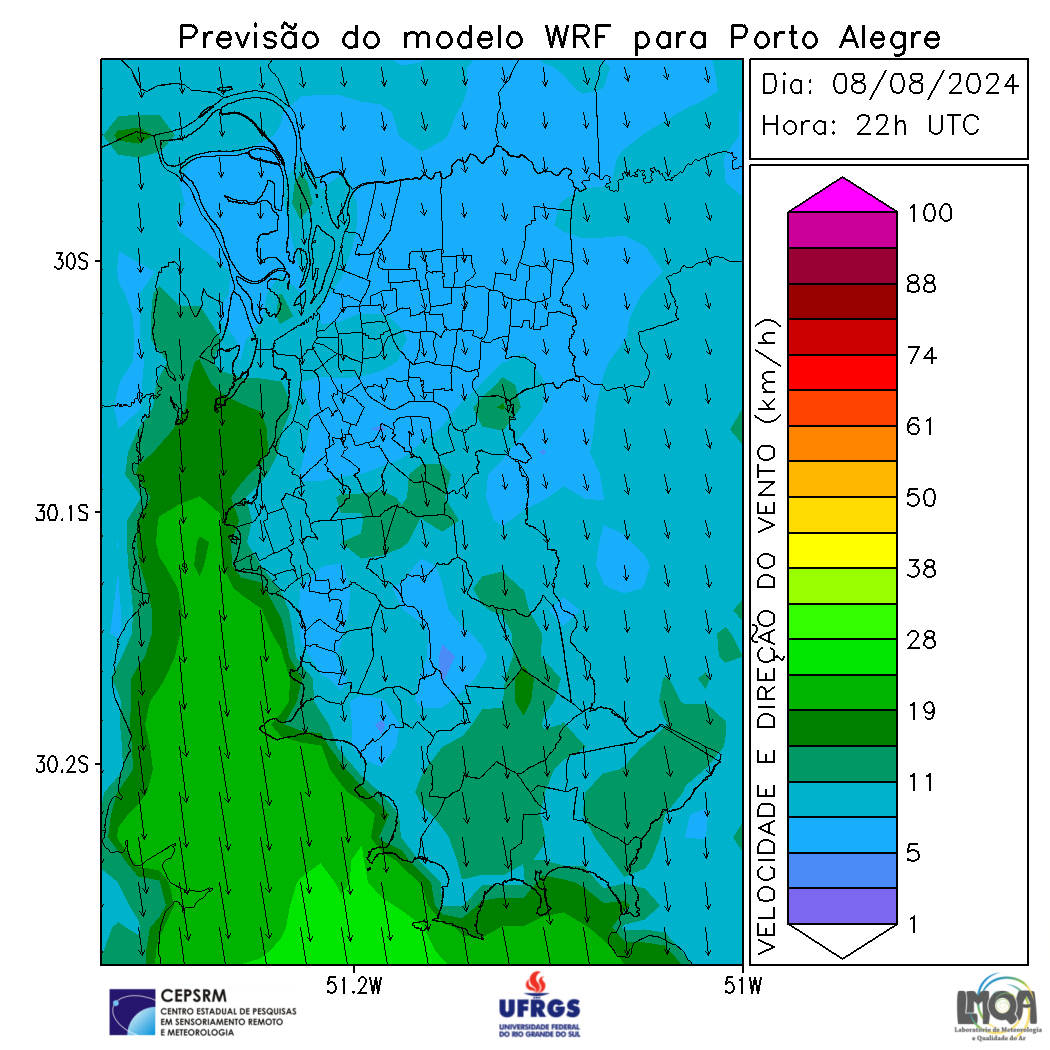 Previsão do modelo WRF para Porto Alegre
Dia: 08/08/2024
Hora: 22h UTC
30S
30.1S
30.2S
51.2W
51W
VELOCIDADE E DIREÇÃO DO VENTO (km/h)
100
88
74
61
50
38
28
19
11
5
1
CEPSRM
CENTRO ESTADUAL DE PESQUISAS
EM SENSORIAMENTO REMOTO
E METEOROLOGIA
UFRGS
UNIVERSIDADE FEDERAL
DO RIO GRANDE DO SUL
LMQA
Laboratório de Meteorologia
e Qualidade do Ar